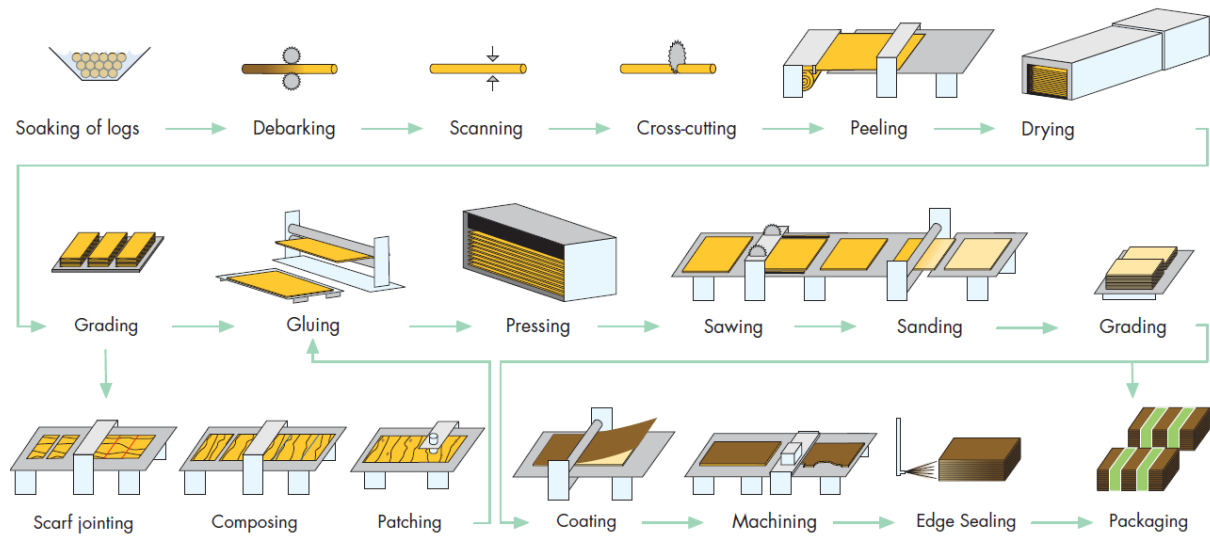 Soaking of logs
Debarking
Scanning
Cross-cutting
Peeling
Drying
Grading
Gluing
Pressing
Sawing
Sanding
Grading
Scarf jointing
Composing
Patching
Coating
Machining
Edge Sealing
Packaging